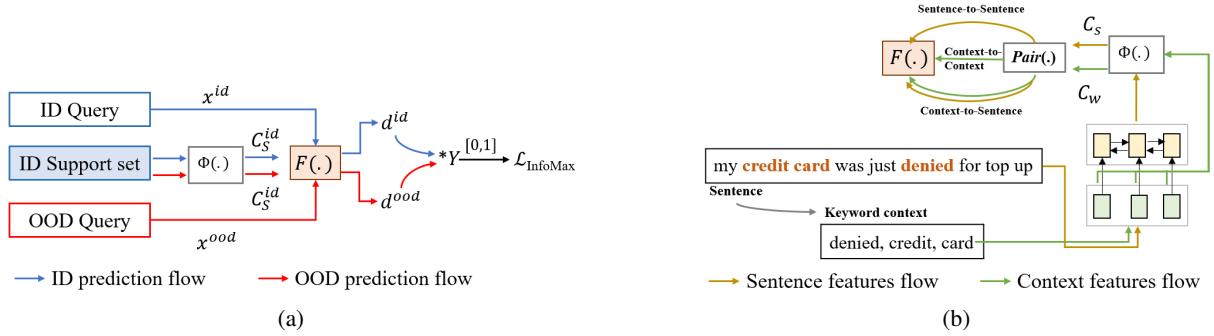 ID Query
x^{id}
ID Support set
Φ(.)
C_S^{id}
C_S^{id}
F(.)
d^{id}
d^{ood}
*Y
[0,1]
ℒ_{InfoMax}
OOD Query
x^{ood}
ID prediction flow
OOD prediction flow
(a)
Sentence-to-Sentence
F(.)
Context-to-
Context
Pair(.)
C_s
Φ(.)
C_w
Context-to-Sentence
my credit card was just denied for top up
Sentence
Keyword context
denied, credit, card
Sentence features flow
Context features flow
(b)